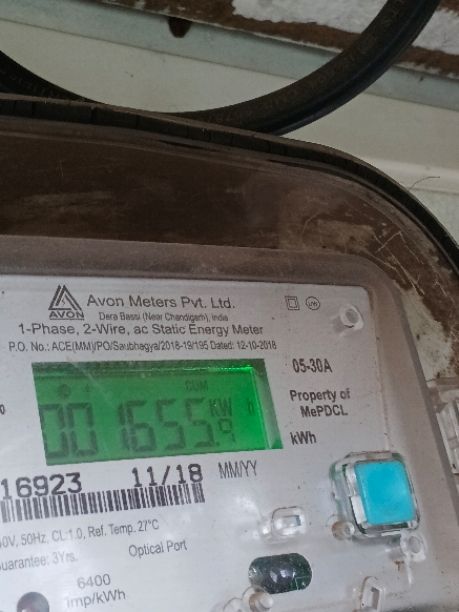 AVON
Avon Meters Pvt. Ltd.
Dera Bassi (Near Chandigarh), India
1-Phase, 2-Wire, ac Static Energy Meter
P.O. No.: ACE(MM)/PO/Saubhagya/2018-19/195 Dated: 12-10-2018
05-30A
CUM
001655.9 KW h
Property of
MePDCL
kWh
16923 11/18 MM/YY
0V, 50Hz, CL:1.0, Ref. Temp. 27°C
Guarantee: 3Yrs. Optical Port
6400
imp/kWh